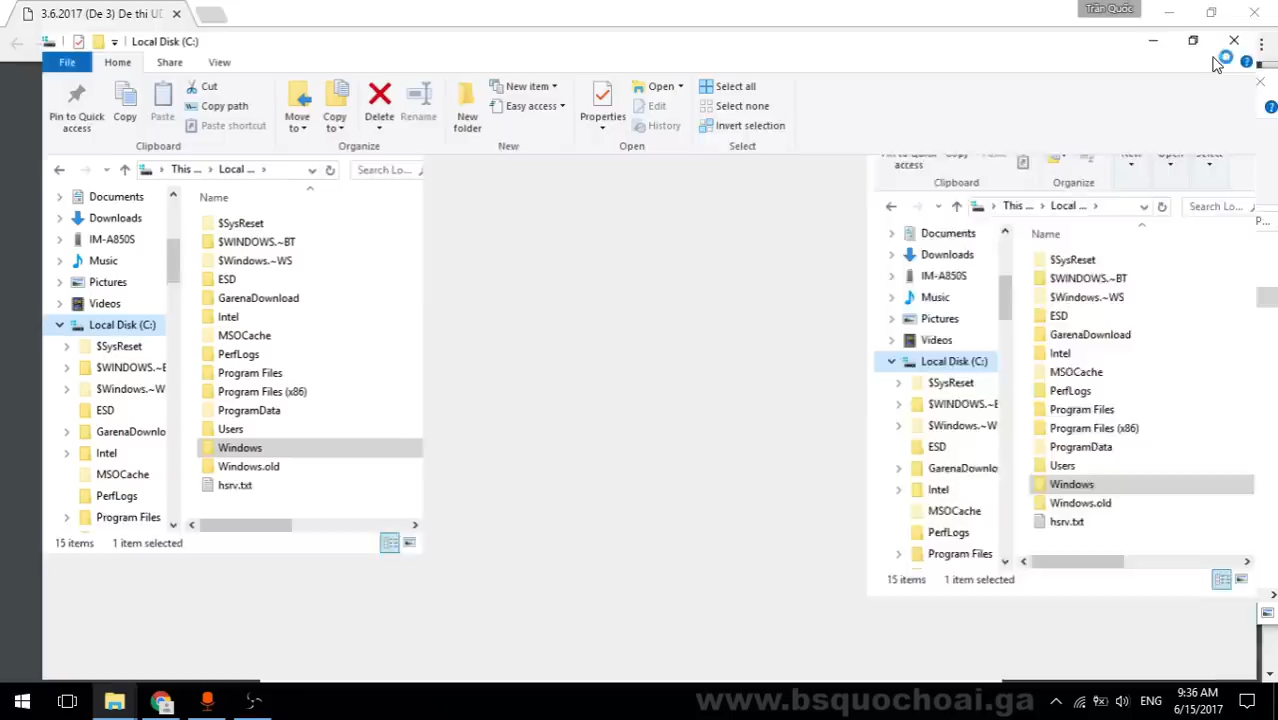 3.6.2017 (De 3) De thi UD
Trần Quốc
Local Disk (C:)
File Home Share View
Pin to Quick access
Copy
Paste
Cut
Copy path
Paste shortcut
Clipboard
Move to
Copy to
Delete
Rename
Organize
New folder
New item
Easy access
New
Properties
Open
Edit
History
Open
Select all
Select none
Invert selection
Select
This ... Local ... Search Lo...
Documents
Downloads
IM-A850S
Music
Pictures
Videos
Local Disk (C:)
$SysReset
$WINDOWS.~E
$Windows.~W
ESD
GarenaDownlo
Intel
MSOCache
PerfLogs
Program Files
Name
$SysReset
$WINDOWS.~BT
$Windows.~WS
ESD
GarenaDownload
Intel
MSOCache
PerfLogs
Program Files
Program Files (x86)
ProgramData
Users
Windows
Windows.old
hsrv.txt
15 items 1 item selected
access
Clipboard
Organize
This ... Local ... Search Lo...
P...
Documents
Downloads
IM-A850S
Music
Pictures
Videos
Local Disk (C:)
$SysReset
$WINDOWS.~E
$Windows.~W
ESD
GarenaDownlo
Intel
MSOCache
PerfLogs
Program Files
Name
$SysReset
$WINDOWS.~BT
$Windows.~WS
ESD
GarenaDownload
Intel
MSOCache
PerfLogs
Program Files
Program Files (x86)
ProgramData
Users
Windows
Windows.old
hsrv.txt
15 items 1 item selected
www.bsquochoai.ga
ENG
9:36 AM
6/15/2017